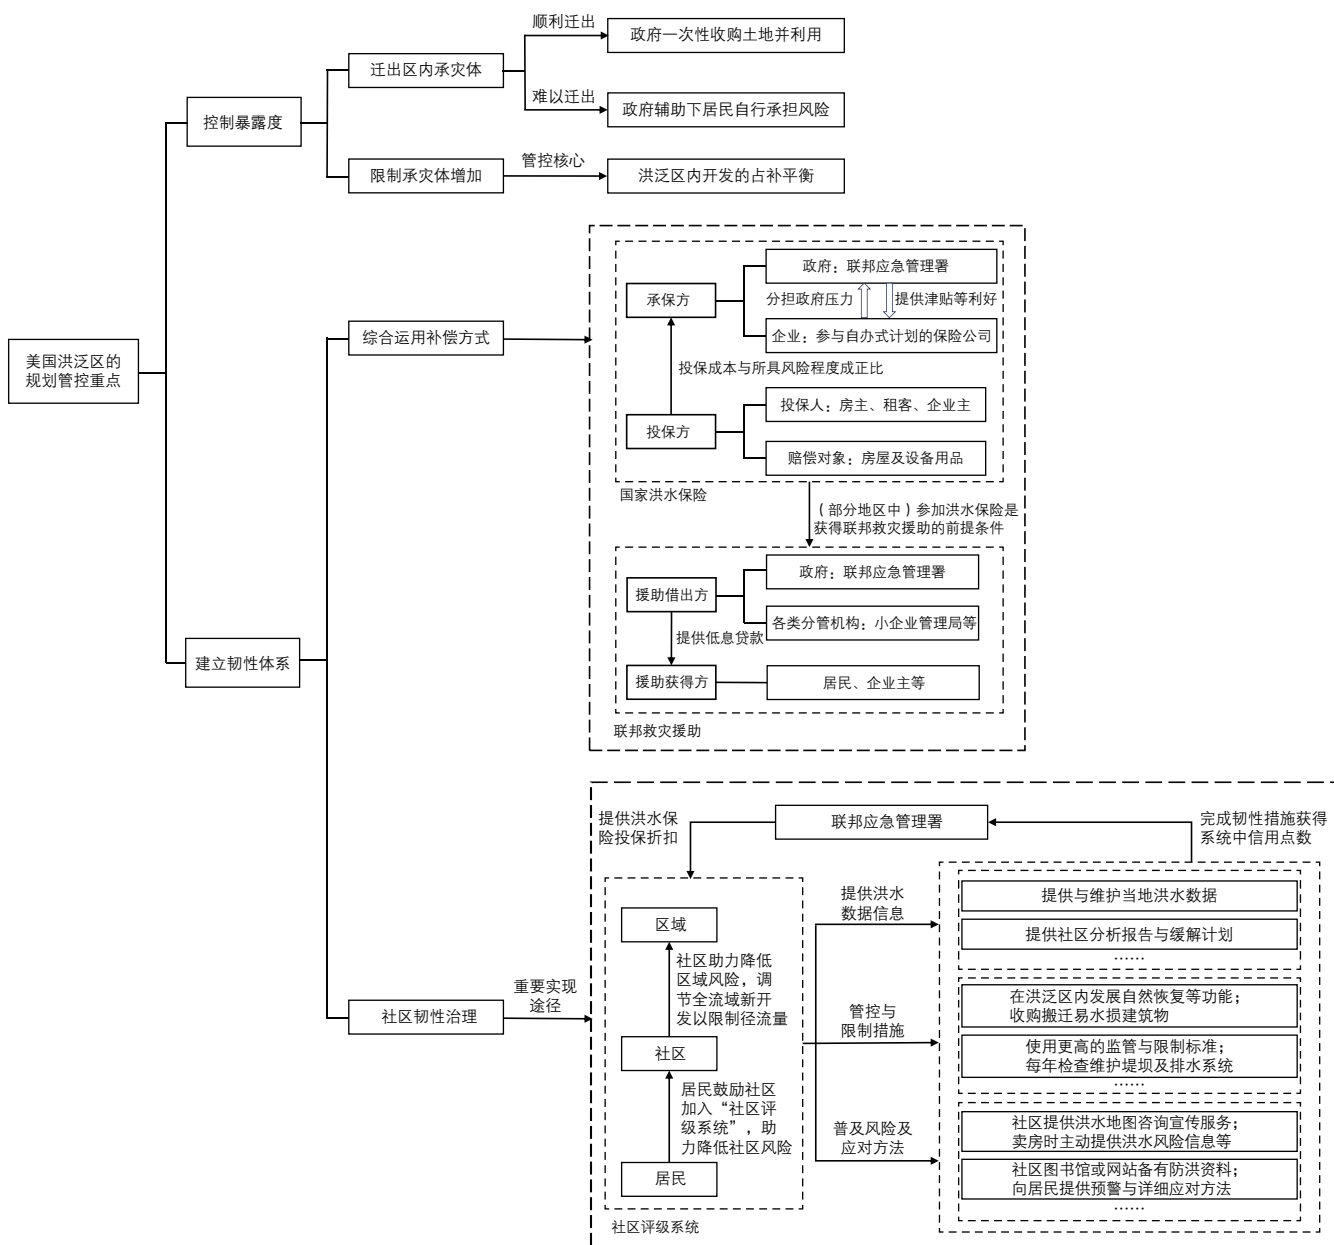 美国洪泛区的
规划管控重点
控制暴露度
迁出区内承灾体
顺利迁出
政府一次性收购土地并利用
难以迁出
政府辅助下居民自行承担风险
限制承灾体增加
管控核心
洪泛区内开发的占补平衡
建立韧性体系
综合运用补偿方式
承保方
政府：联邦应急管理署
分担政府压力
提供津贴等利好
企业：参与自办式计划的保险公司
投保成本与所具风险程度成正比
投保方
投保人：房主、租客、企业主
赔偿对象：房屋及设备用品
国家洪水保险
（部分地区中）参加洪水保险是
获得联邦救灾援助的前提条件
援助借出方
政府：联邦应急管理署
各类分管机构：小企业管理局等
提供低息贷款
援助获得方
居民、企业主等
联邦救灾援助
社区韧性治理
重要实现
途径
提供洪水保
险投保折扣
联邦应急管理署
完成韧性措施获得
系统中信用点数
区域
社区助力降低
区域风险，调
节全流域新开
发以限制径流量
社区
居民鼓励社区
加入“社区评
级系统”，助
力降低社区风险
居民
社区评级系统
提供洪水
数据信息
提供与维护当地洪水数据
提供社区分析报告与缓解计划
……
管控与
限制措施
在洪泛区内发展自然恢复等功能；
收购搬迁易水损建筑物
使用更高的监管与限制标准；
每年检查维护堤坝及排水系统
……
普及风险及
应对方法
社区提供洪水地图咨询宣传服务；
卖房时主动提供洪水风险信息等
社区图书馆或网站备有防洪资料；
向居民提供预警与详细应对方法
……